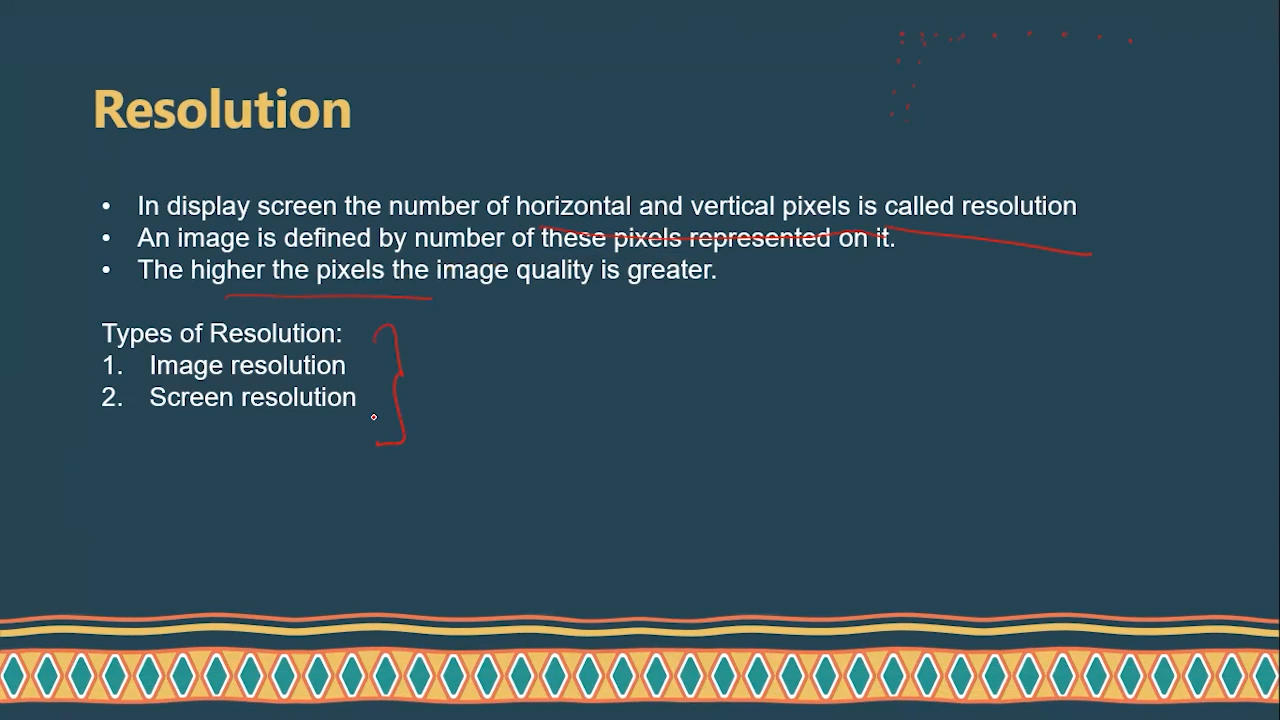 Resolution
• In display screen the number of horizontal and vertical pixels is called resolution
• An image is defined by number of these pixels represented on it.
• The higher the pixels the image quality is greater.
Types of Resolution:
1. Image resolution
2. Screen resolution